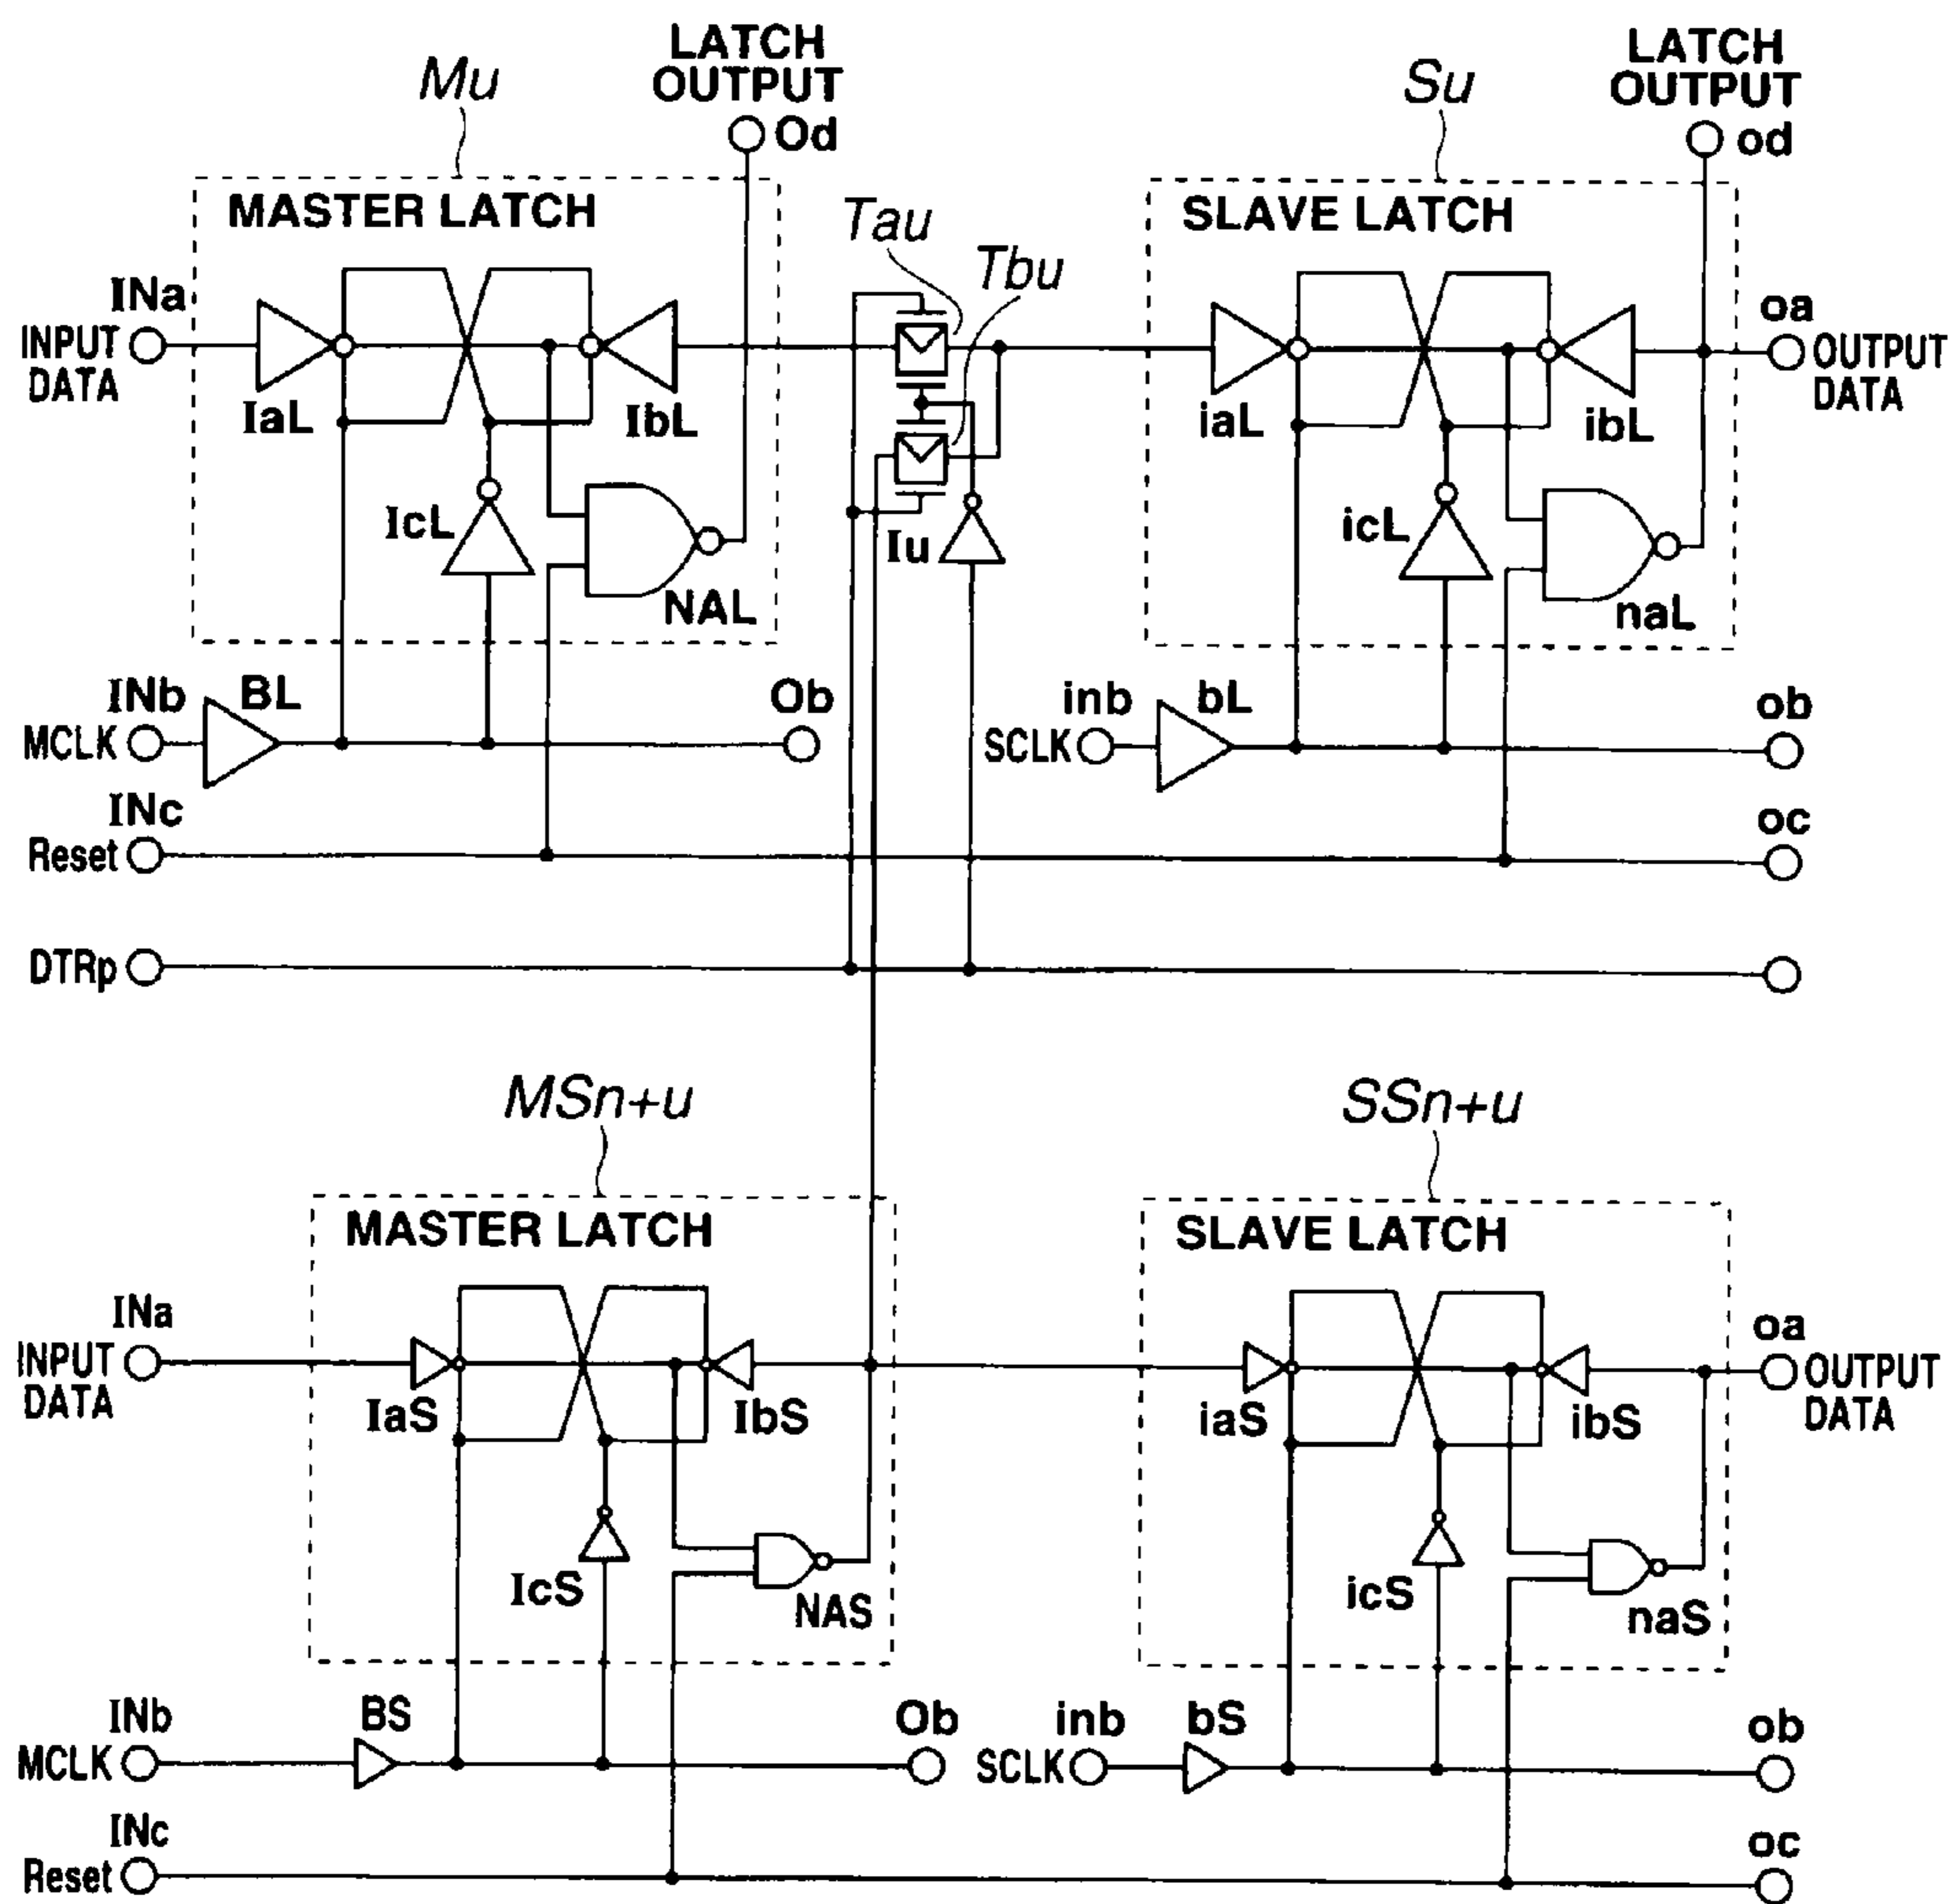 Mu
LATCH
OUTPUT
Od
Su
LATCH
OUTPUT
od
MASTER LATCH
Tau
Tbu
SLAVE LATCH
INa
INPUT
DATA
IaL
IbL
IcL
NAL
Iu
iaL
ibL
icL
naL
oa
OUTPUT
DATA
INb
MCLK
BL
Ob
inb
SCLK
bL
ob
INc
Reset
oc
DTRp
MSn+u
SSn+u
MASTER LATCH
SLAVE LATCH
INa
INPUT
DATA
IaS
IbS
IcS
NAS
iaS
ibS
icS
naS
oa
OUTPUT
DATA
INb
MCLK
BS
Ob
inb
SCLK
bS
ob
INc
Reset
oc